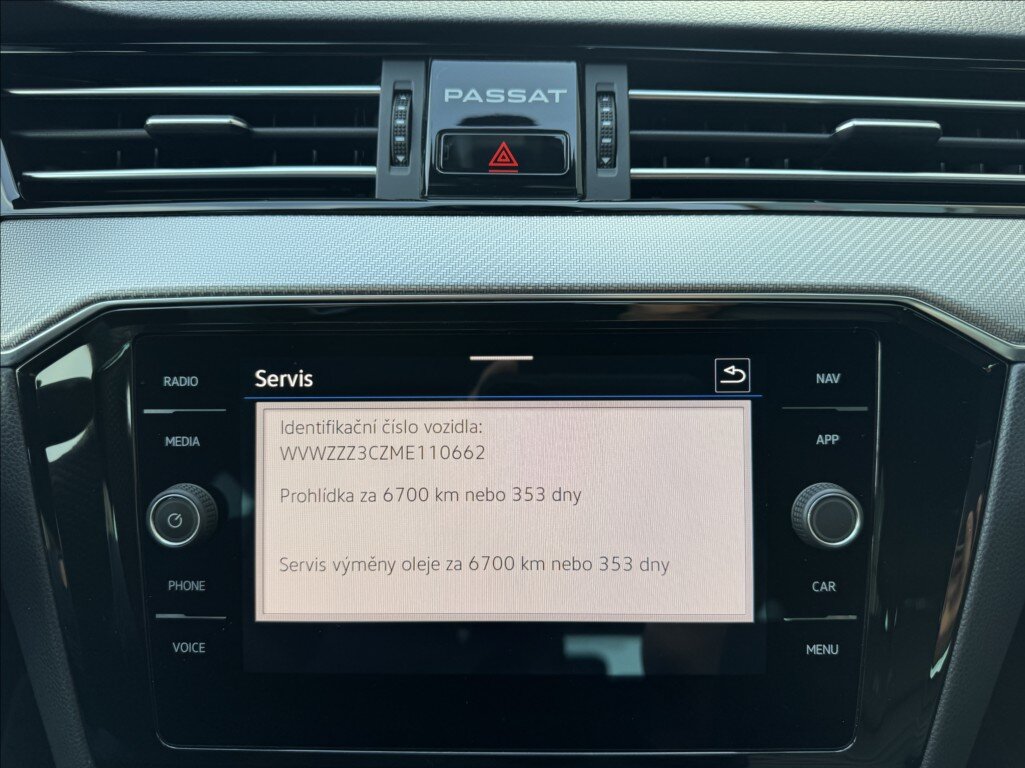 PASSAT
Servis
RADIO
NAV
MEDIA
APP
Identifikační číslo vozidla:
WVWZZZ3CZME110662
Prohlídka za 6700 km nebo 353 dny
Servis výměny oleje za 6700 km nebo 353 dny
PHONE
CAR
VOICE
MENU